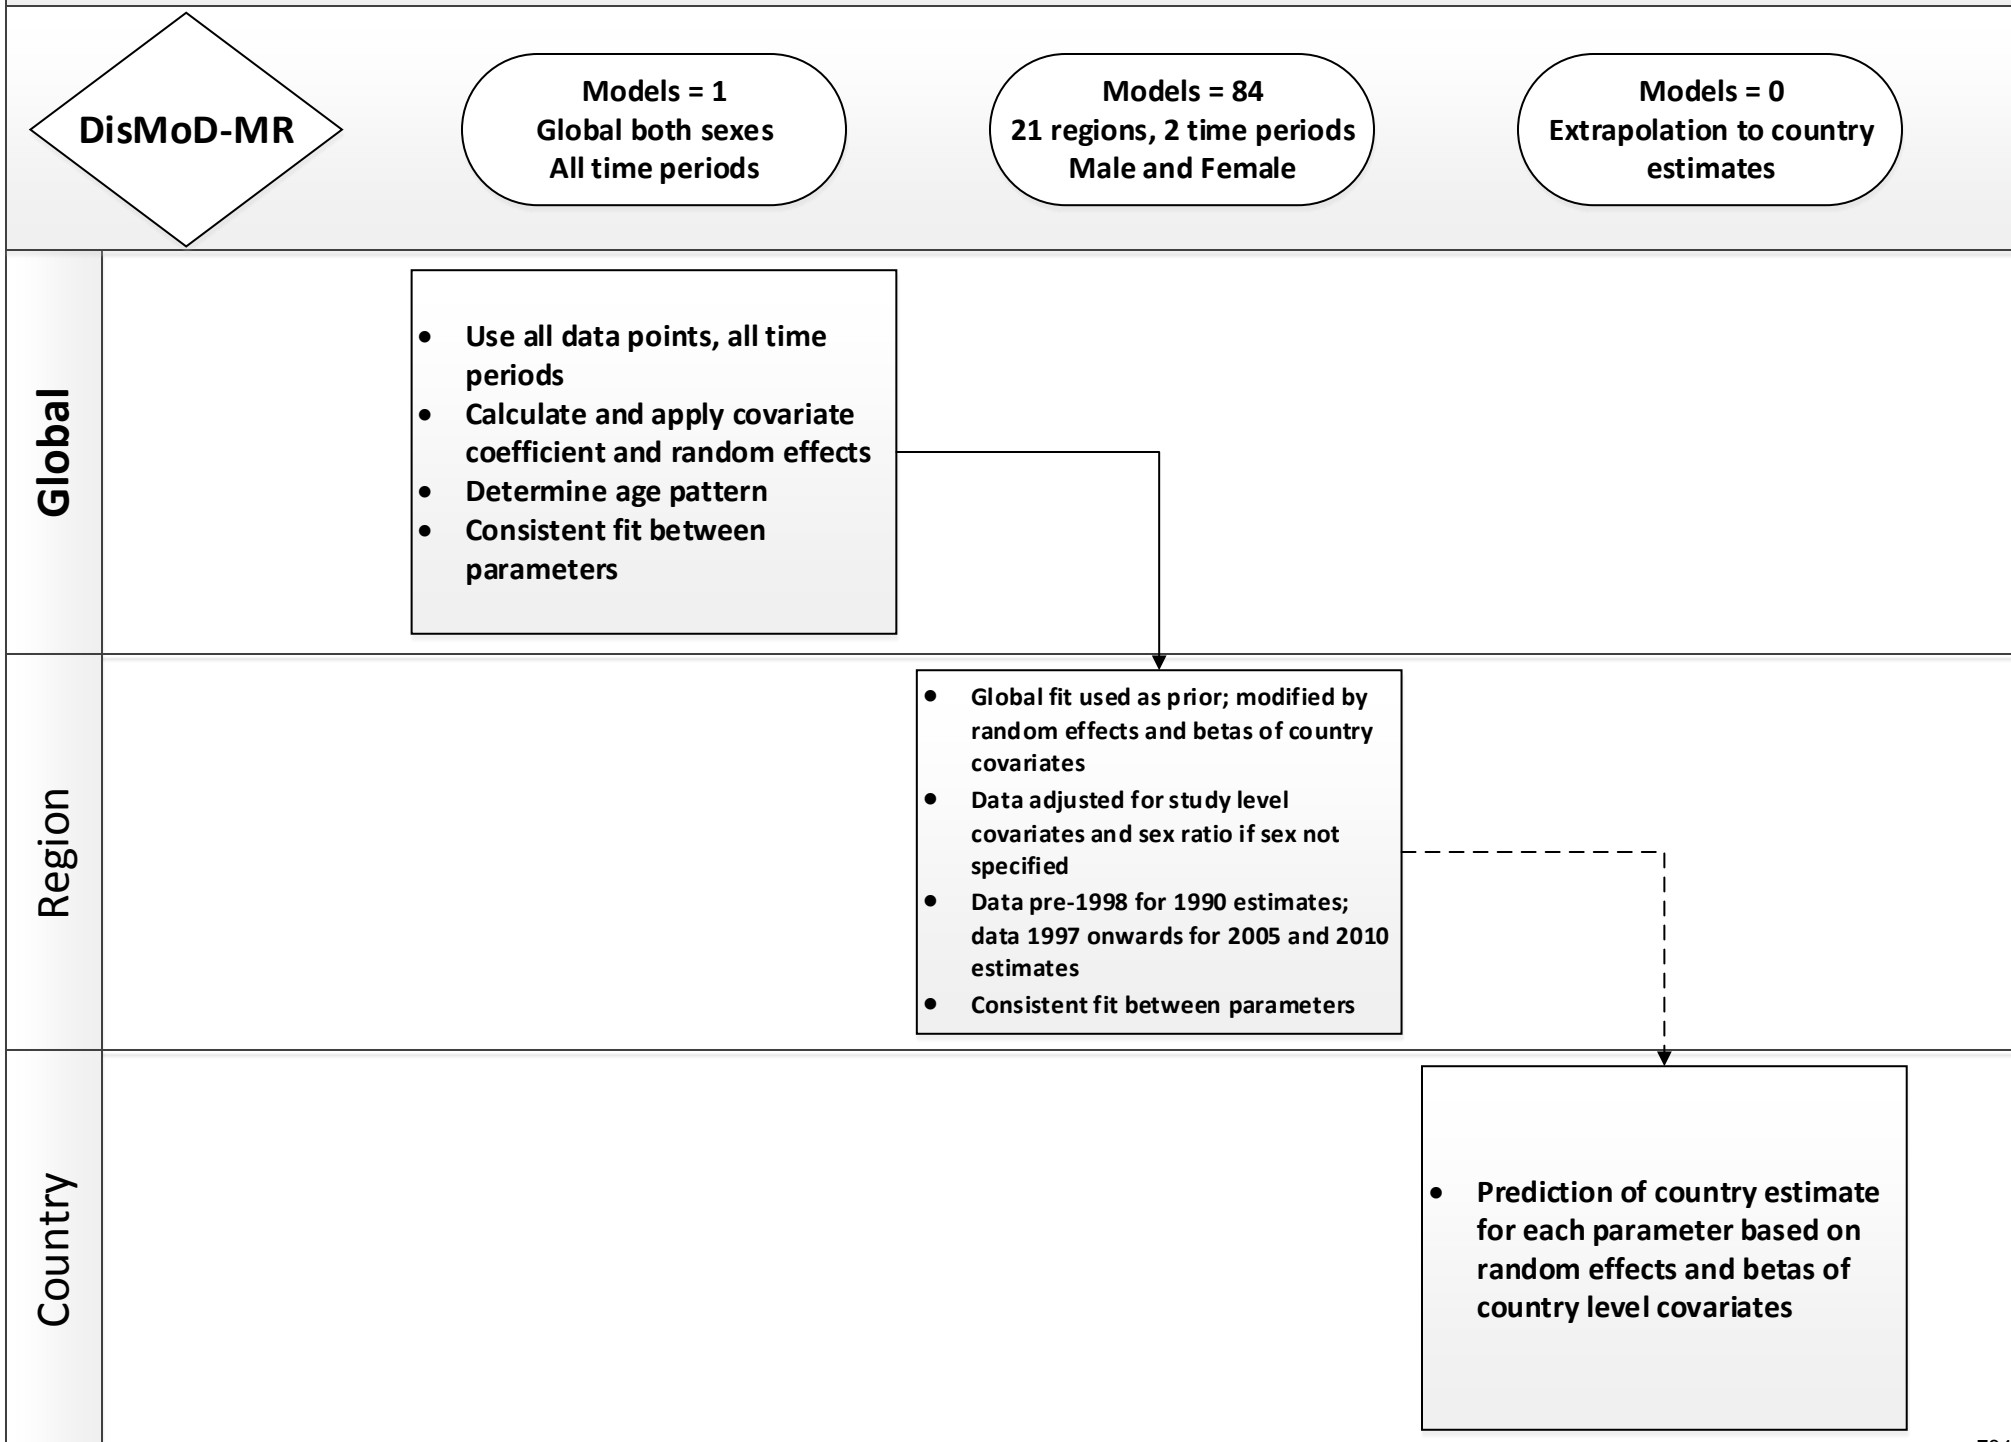 DisMoD-MR
Models = 1
Global both sexes
All time periods
Models = 84
21 regions, 2 time periods
Male and Female
Models = 0
Extrapolation to country
estimates
Global
• Use all data points, all time
periods
• Calculate and apply covariate
coefficient and random effects
• Determine age pattern
• Consistent fit between
parameters
Region
• Global fit used as prior; modified by
random effects and betas of country
covariates
• Data adjusted for study level
covariates and sex ratio if sex not
specified
• Data pre-1998 for 1990 estimates;
data 1997 onwards for 2005 and 2010
estimates
• Consistent fit between parameters
Country
• Prediction of country estimate
for each parameter based on
random effects and betas of
country level covariates